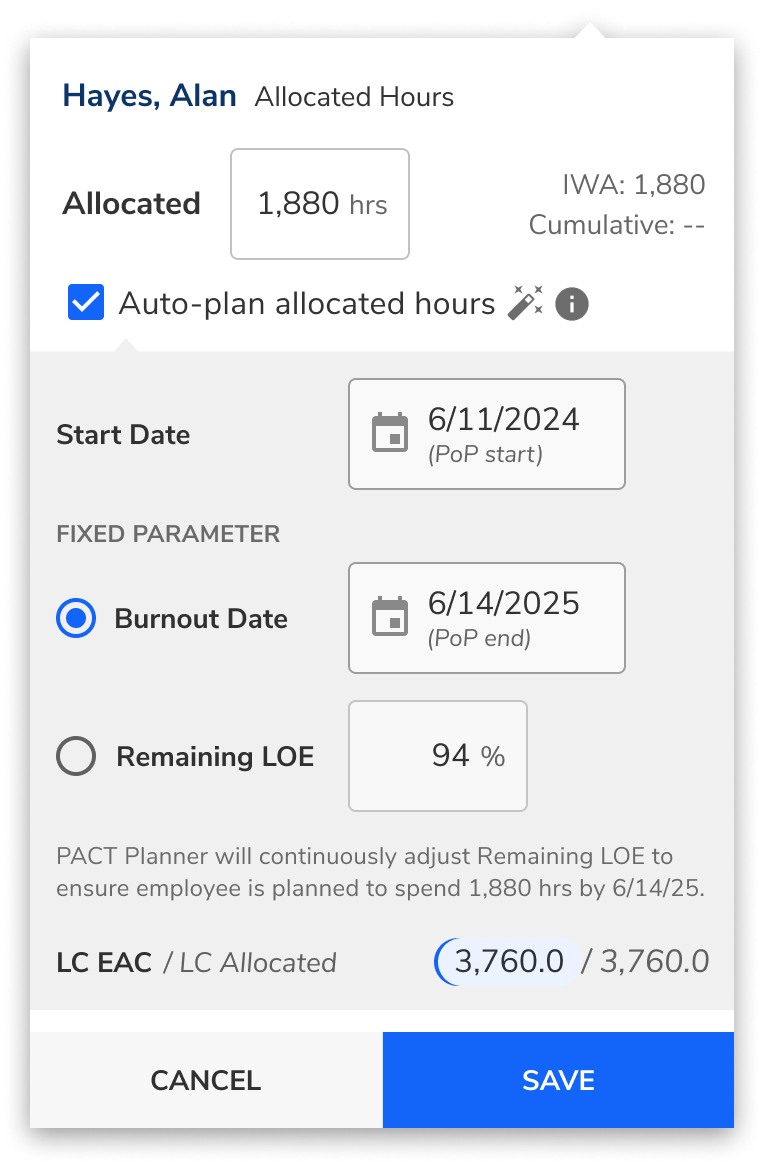 Hayes, Alan Allocated Hours
Allocated 1,880 hrs
IWA: 1,880
Cumulative: --
Auto-plan allocated hours
Start Date
6/11/2024
(PoP start)
FIXED PARAMETER
Burnout Date
6/14/2025
(PoP end)
Remaining LOE 94 %
PACT Planner will continuously adjust Remaining LOE to
ensure employee is planned to spend 1,880 hrs by 6/14/25.
LC EAC / LC Allocated 3,760.0 / 3,760.0
CANCEL SAVE